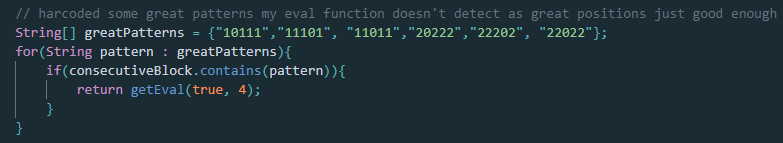 // harcoded some great patterns my eval function doesn't detect as great positions just good enough
String[] greatPatterns = {"10111","11101", "11011","20222","22202", "22022"};
for(String pattern : greatPatterns){
    if(consecutiveBlock.contains(pattern)){
        return getEval(true, 4);
    }
}